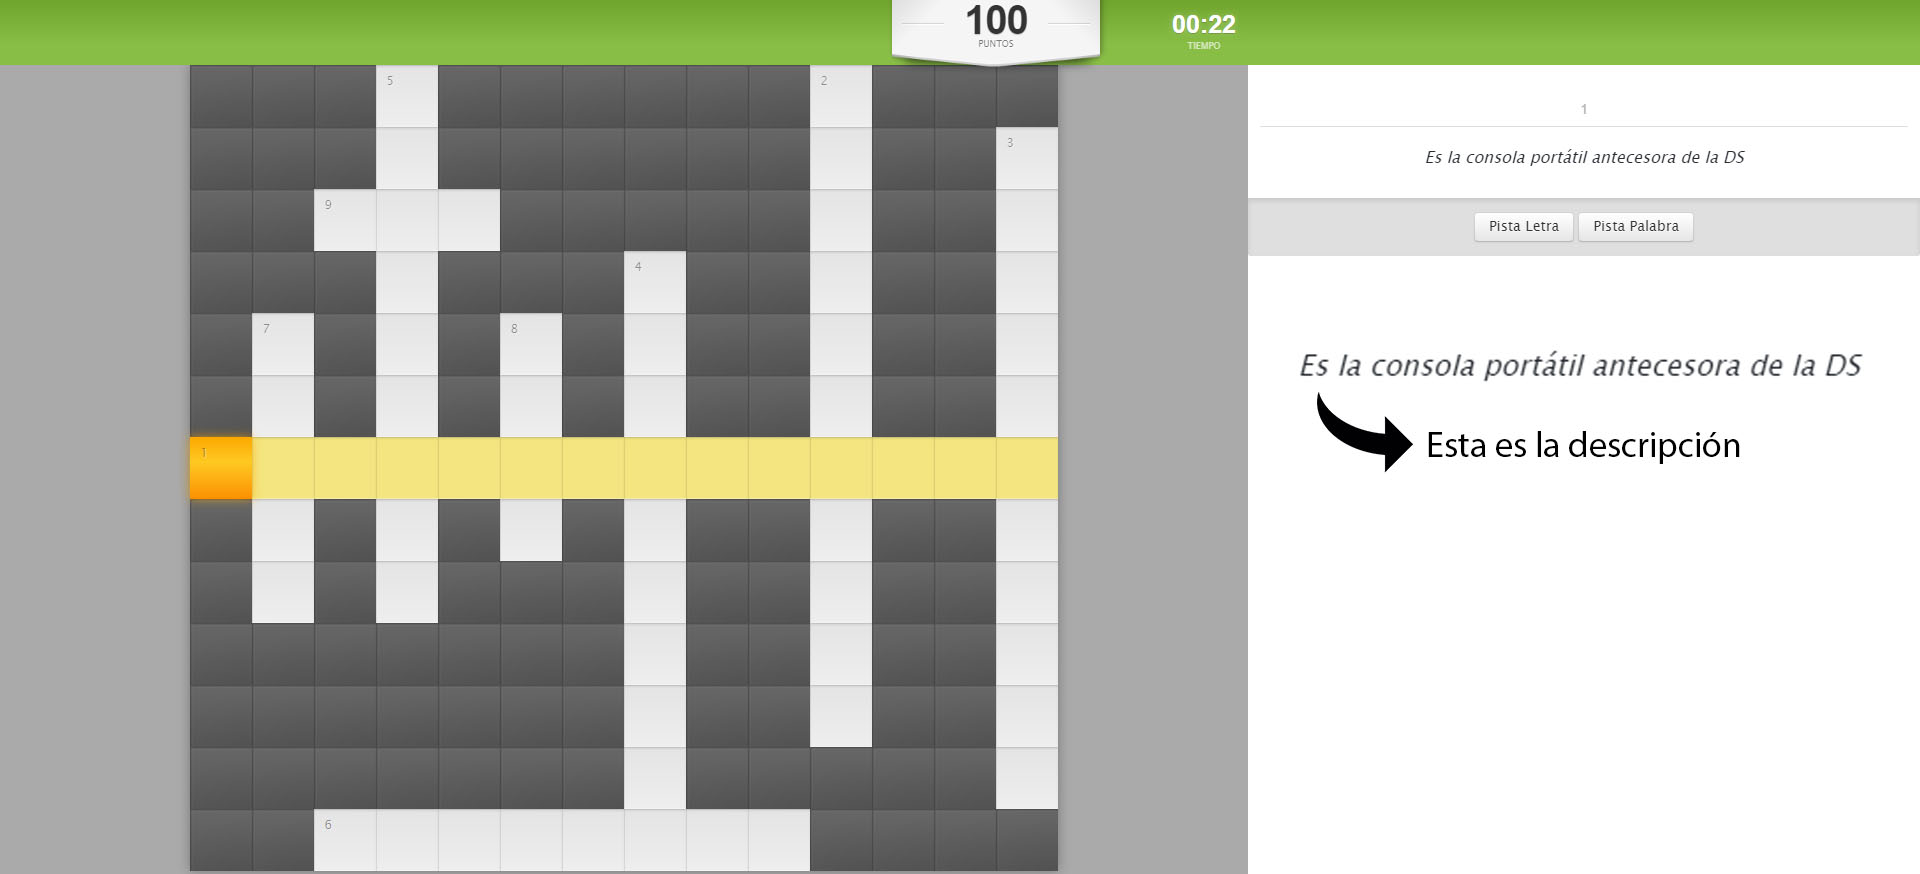 100
PUNTOS
00:22
TIEMPO
5
2
3
9
4
7
8
1
6
1
Es la consola portátil antecesora de la DS
Pista Letra
Pista Palabra
Es la consola portátil antecesora de la DS
Esta es la descripción